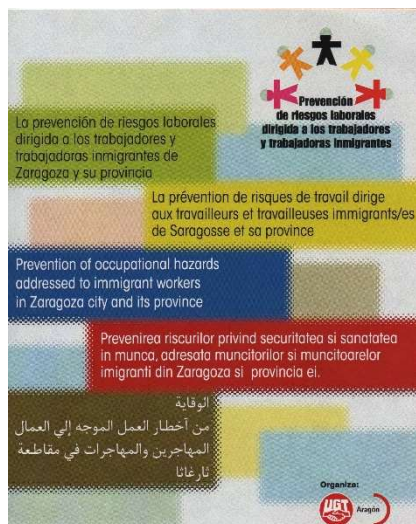 Prevención
de riesgos laborales
dirigida a los trabajadores
y trabajadoras inmigrantes
La prevención de riesgos laborales
dirigida a los trabajadores y
trabajadoras inmigrantes de
Zaragoza y su provincia
La prévention de risques de travail dirige
aux travailleurs et travailleuses immigrants/es
de Saragosse et sa province
Prevention of occupational hazards
addressed to immigrant workers
in Zaragoza city and its province
Prevenirea riscurilor privind securitatea si sanatatea
in munca, adresata muncitorilor si muncitoarelor
imigranti din Zaragoza si provincia ei.
الوقاية
من أخطار العمل الموجه إلي العمال
المهاجرين والمهاجرات في مقاطعة
ثارغاثا
Organiza:
UGT Aragón